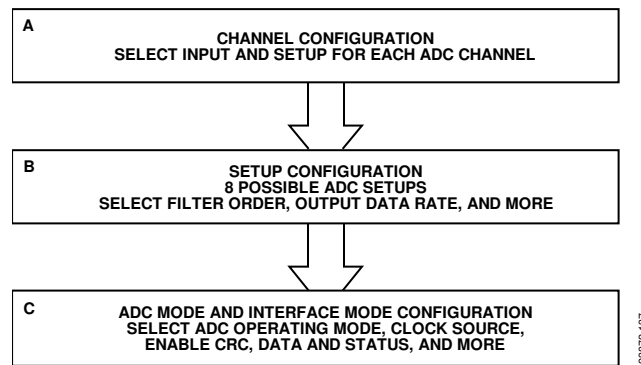 A
CHANNEL CONFIGURATION
SELECT INPUT AND SETUP FOR EACH ADC CHANNEL
B
SETUP CONFIGURATION
8 POSSIBLE ADC SETUPS
SELECT FILTER ORDER, OUTPUT DATA RATE, AND MORE
C
ADC MODE AND INTERFACE MODE CONFIGURATION
SELECT ADC OPERATING MODE, CLOCK SOURCE,
ENABLE CRC, DATA AND STATUS, AND MORE